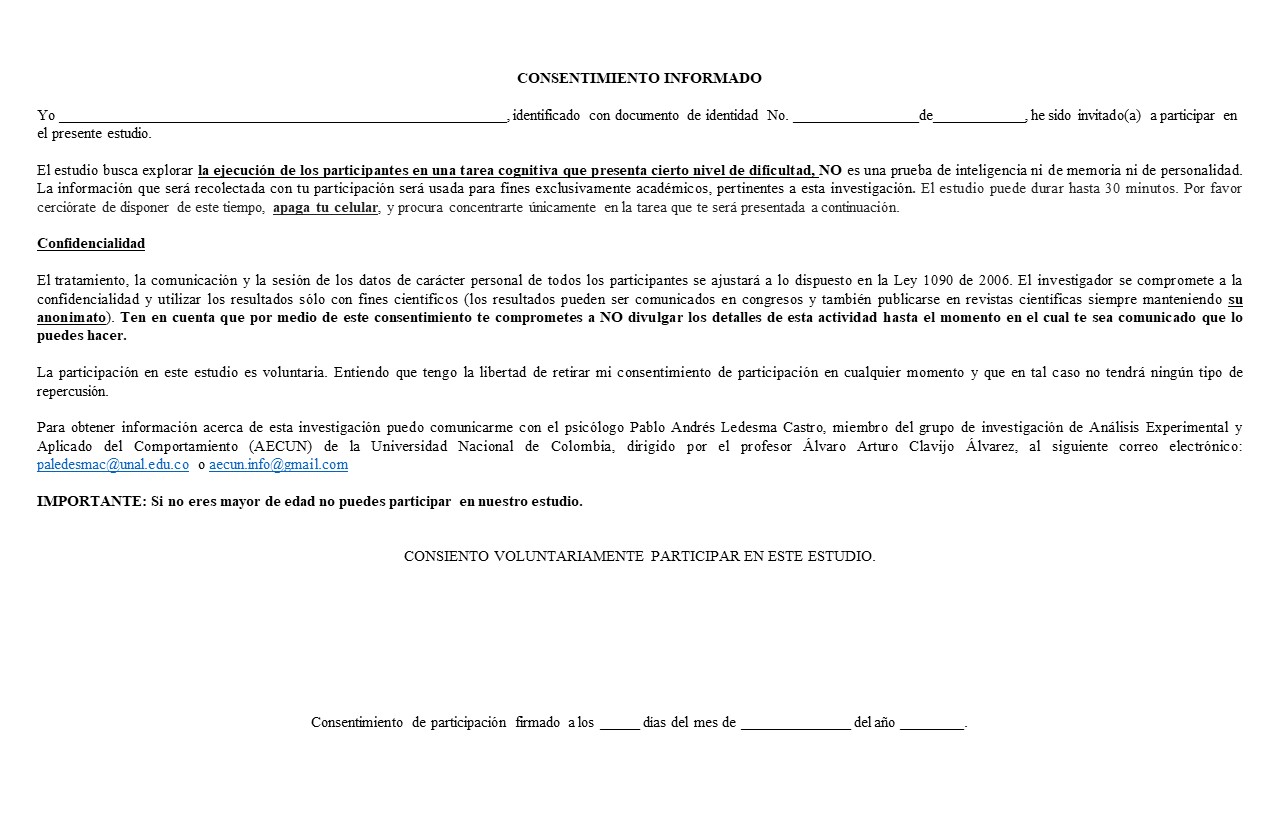 CONSENTIMIENTO INFORMADO
Yo ________________________________________________________, identificado con documento de identidad No. ________________de____________, he sido invitado(a) a participar en
el presente estudio.
El estudio busca explorar la ejecución de los participantes en una tarea cognitiva que presenta cierto nivel de dificultad, NO es una prueba de inteligencia ni de memoria ni de personalidad.
La información que será recolectada con tu participación será usada para fines exclusivamente académicos, pertinentes a esta investigación. El estudio puede durar hasta 30 minutos. Por favor
cerciórate de disponer de este tiempo, apaga tu celular, y procura concentrarte únicamente en la tarea que te será presentada a continuación.
Confidencialidad
El tratamiento, la comunicación y la sesión de los datos de carácter personal de todos los participantes se ajustará a lo dispuesto en la Ley 1090 de 2006. El investigador se compromete a la
confidencialidad y utilizar los resultados sólo con fines científicos (los resultados pueden ser comunicados en congresos y también publicarse en revistas científicas siempre manteniendo su
anonimato). Ten en cuenta que por medio de este consentimiento te comprometes a NO divulgar los detalles de esta actividad hasta el momento en el cual te sea comunicado que lo
puedes hacer.
La participación en este estudio es voluntaria. Entiendo que tengo la libertad de retirar mi consentimiento de participación en cualquier momento y que en tal caso no tendrá ningún tipo de
repercusión.
Para obtener información acerca de esta investigación puedo comunicarme con el psicólogo Pablo Andrés Ledesma Castro, miembro del grupo de investigación de Análisis Experimental y
Aplicado del Comportamiento (AECUN) de la Universidad Nacional de Colombia, dirigido por el profesor Álvaro Arturo Clavijo Álvarez, al siguiente correo electrónico:
paledesmac@unal.edu.co o aecun.info@gmail.com
IMPORTANTE: Si no eres mayor de edad no puedes participar en nuestro estudio.
CONSIENTO VOLUNTARIAMENTE PARTICIPAR EN ESTE ESTUDIO.
Consentimiento de participación firmado a los _____ días del mes de ______________ del año ________.